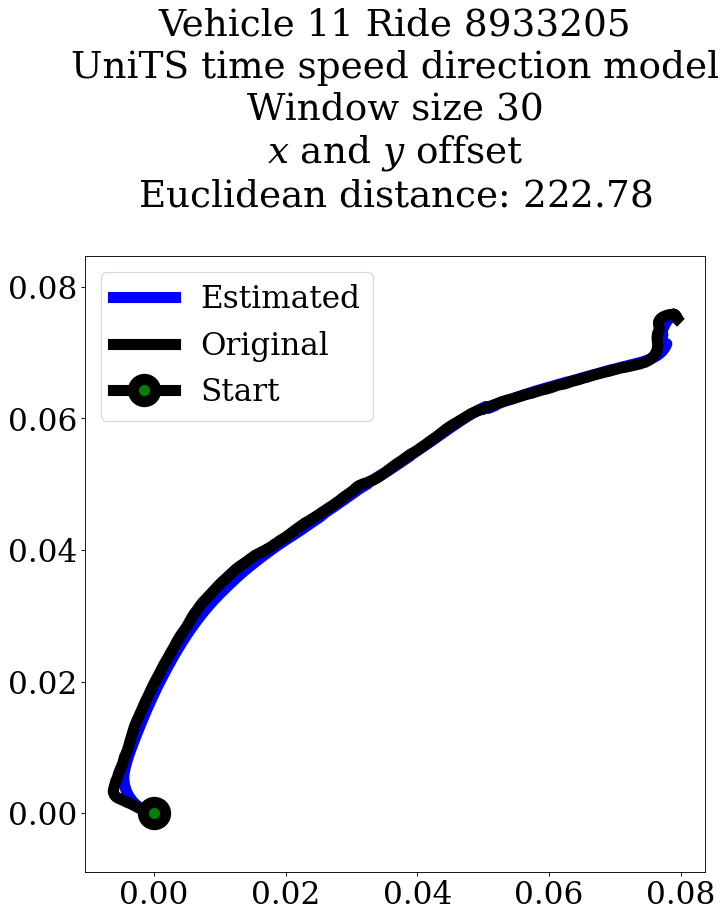 Vehicle 11 Ride 8933205
UniTS time speed direction model
Window size 30
x and y offset
Euclidean distance: 222.78
Estimated
Original
Start
0.08
0.06
0.04
0.02
0.00
0.00 0.02 0.04 0.06 0.08